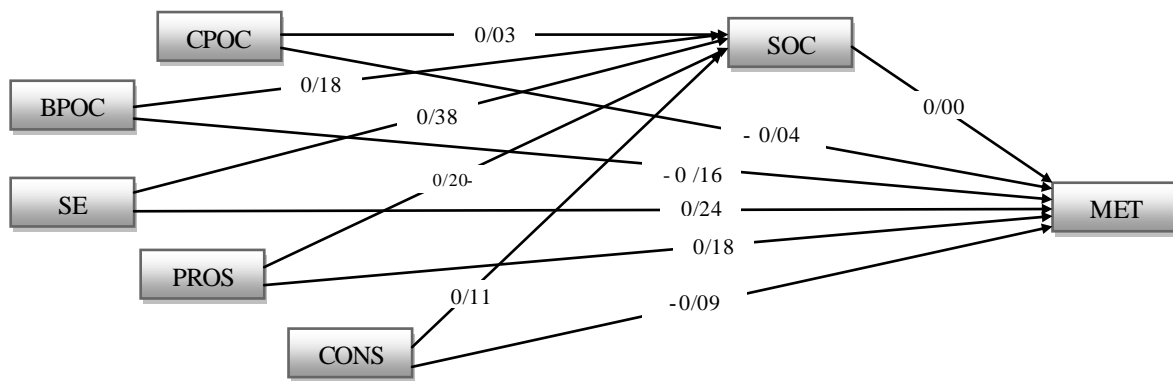 CPOC
0/03
SOC
0/18
BPOC
0/38
0/00
- 0/04
0/20-
-0 /16
SE
0/24
MET
PROS
0/18
0/11
-0/09
CONS